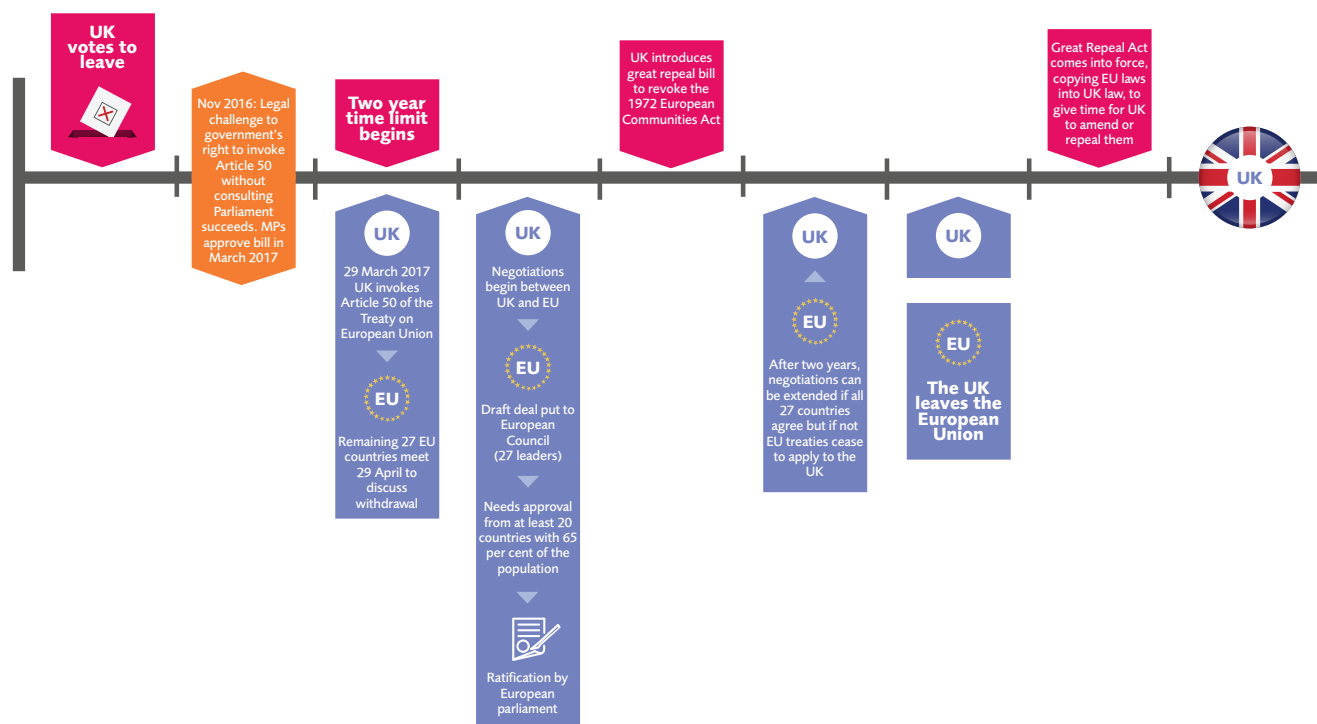 UK
votes to
leave
Nov 2016: Legal
challenge to
government's
right to invoke
Article 50
without
consulting
Parliament
succeeds. MPs
approve bill in
March 2017
Two year
time limit
begins
UK
29 March 2017
UK invokes
Article 50 of the
Treaty on
European Union
EU
Remaining 27 EU
countries meet
29 April to
discuss
withdrawal
UK
Negotiations
begin between
UK and EU
EU
Draft deal put to
European
Council
(27 leaders)
Needs approval
from at least 20
countries with 65
per cent of the
population
Ratification by
European
parliament
UK introduces
great repeal bill
to revoke the
1972 European
Communities Act
UK
EU
After two years,
negotiations can
be extended if all
27 countries
agree but if not
EU treaties cease
to apply to the
UK
UK
EU
The UK
leaves the
European
Union
Great Repeal Act
comes into force,
copying EU laws
into UK law, to
give time for UK
to amend or
repeal them
UK